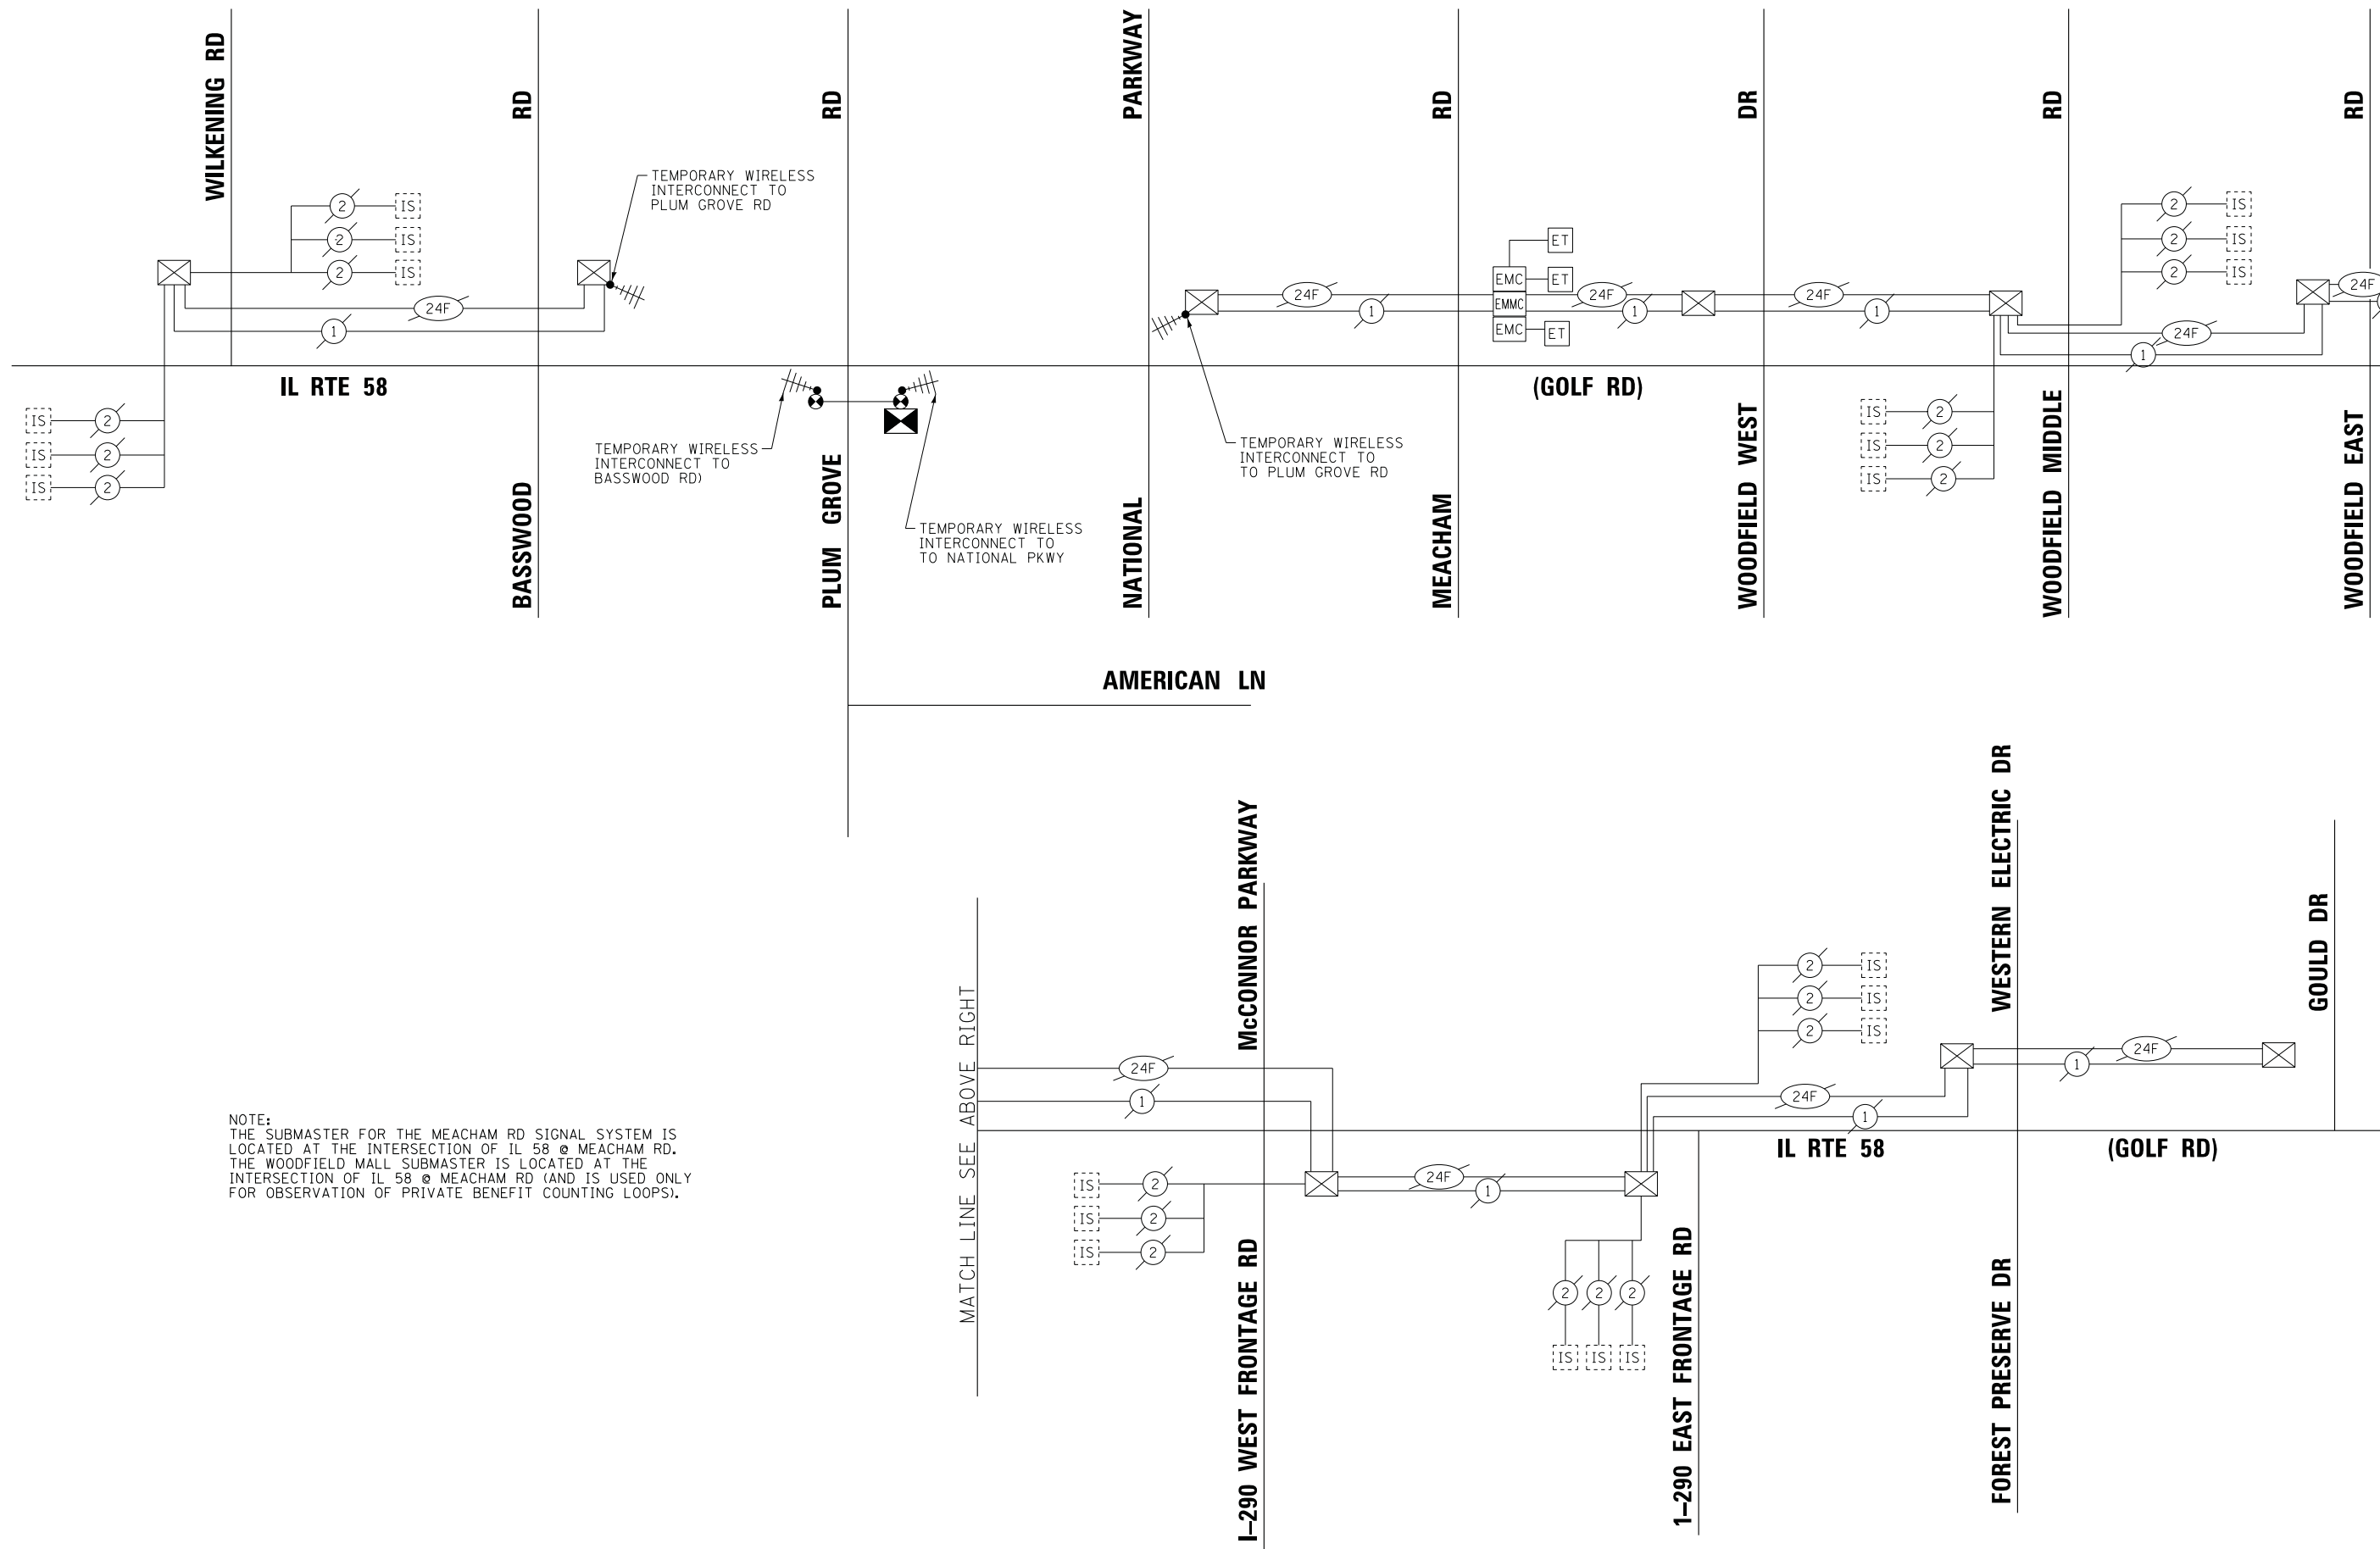 WILKENING RD
BASSWOOD RD
PLUM GROVE RD
NATIONAL PARKWAY
MEACHAM RD
WOODFIELD WEST DR
WOODFIELD MIDDLE RD
WOODFIELD EAST RD
TEMPORARY WIRELESS
INTERCONNECT TO
PLUM GROVE RD
2 IS
2 IS
2 IS
24F
1
IL RTE 58
IS 2
IS 2
IS 2
TEMPORARY WIRELESS
INTERCONNECT TO
BASSWOOD RD)
TEMPORARY WIRELESS
INTERCONNECT TO
TO NATIONAL PKWY
TEMPORARY WIRELESS
INTERCONNECT TO
TO PLUM GROVE RD
24F
1
ET
EMC ET
EMMC
EMC ET
24F
1
24F
1
(GOLF RD)
2 IS
2 IS
2 IS
24F
1
24F
IS 2
IS 2
IS 2
AMERICAN LN
MATCH LINE SEE ABOVE RIGHT
McCONNOR PARKWAY
I-290 WEST FRONTAGE RD
1-290 EAST FRONTAGE RD
WESTERN ELECTRIC DR
FOREST PRESERVE DR
GOULD DR
24F
1
IS 2
IS 2
IS 2
24F
1
2 IS
2 IS
2 IS
24F
1
24F
1
IL RTE 58
(GOLF RD)
2 2 2
IS IS IS
NOTE:
THE SUBMASTER FOR THE MEACHAM RD SIGNAL SYSTEM IS
LOCATED AT THE INTERSECTION OF IL 58 @ MEACHAM RD.
THE WOODFIELD MALL SUBMASTER IS LOCATED AT THE
INTERSECTION OF IL 58 @ MEACHAM RD (AND IS USED ONLY
FOR OBSERVATION OF PRIVATE BENEFIT COUNTING LOOPS).